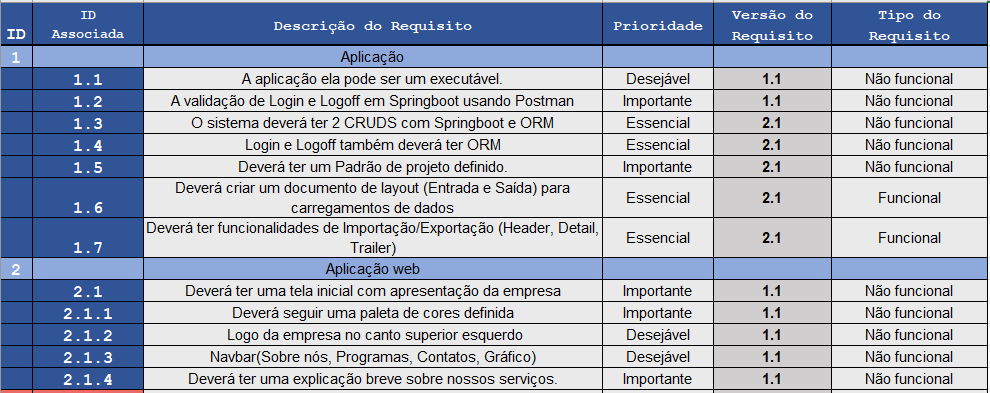 ID ID Associada Descrição do Requisito Prioridade Versão do Requisito Tipo do Requisito
1 Aplicação
1.1 A aplicação ela pode ser um executável. Desejável 1.1 Não funcional
1.2 A validação de Login e Logoff em Springboot usando Postman Importante 1.1 Não funcional
1.3 O sistema deverá ter 2 CRUDS com Springboot e ORM Essencial 2.1 Não funcional
1.4 Login e Logoff também deverá ter ORM Essencial 2.1 Não funcional
1.5 Deverá ter um Padrão de projeto definido. Importante 2.1 Não funcional
1.6 Deverá criar um documento de layout (Entrada e Saída) para carregamentos de dados Essencial 2.1 Funcional
1.7 Deverá ter funcionalidades de Importação/Exportação (Header, Detail, Trailer) Essencial 2.1 Funcional
2 Aplicação web
2.1 Deverá ter uma tela inicial com apresentação da empresa Importante 1.1 Não funcional
2.1.1 Deverá seguir uma paleta de cores definida Importante 1.1 Não funcional
2.1.2 Logo da empresa no canto superior esquerdo Desejável 1.1 Não funcional
2.1.3 Navbar(Sobre nós, Programas, Contatos, Gráfico) Desejável 1.1 Não funcional
2.1.4 Deverá ter uma explicação breve sobre nossos serviços. Importante 1.1 Não funcional